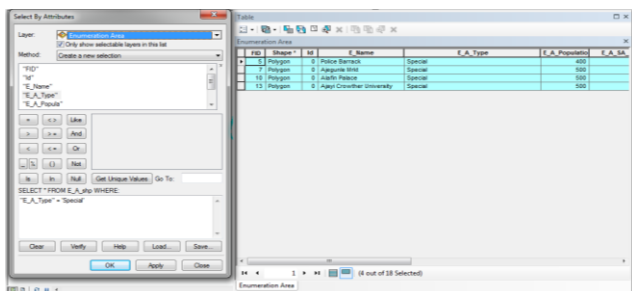 Select By Attributes
Layer: Enumeration Area
Only show selectable layers in this list
Method: Create a new selection
"FID"
"Id"
"E_Name"
"E_A_Type"
"E_A_Popula"
= <> Like
> >= And
< <= Or
_ % () Not
Is In Null Get Unique Values Go To:
SELECT * FROM E_A_shp WHERE:
"E_A_Type" = 'Special'
Clear Verify Help Load... Save...
OK Apply Close
Table
Enumeration Area
FID Shape * Id E_Name E_A_Type E_A_Populatio E_A_SA_
5 Polygon 0 Police Barrack Special 400
7 Polygon 0 Ajegunle Special 500
10 Polygon 0 Alafin Palace Special 500
13 Polygon 0 Ajayi Crowther University Special 500
1 (4 out of 18 Selected)
Enumeration Area